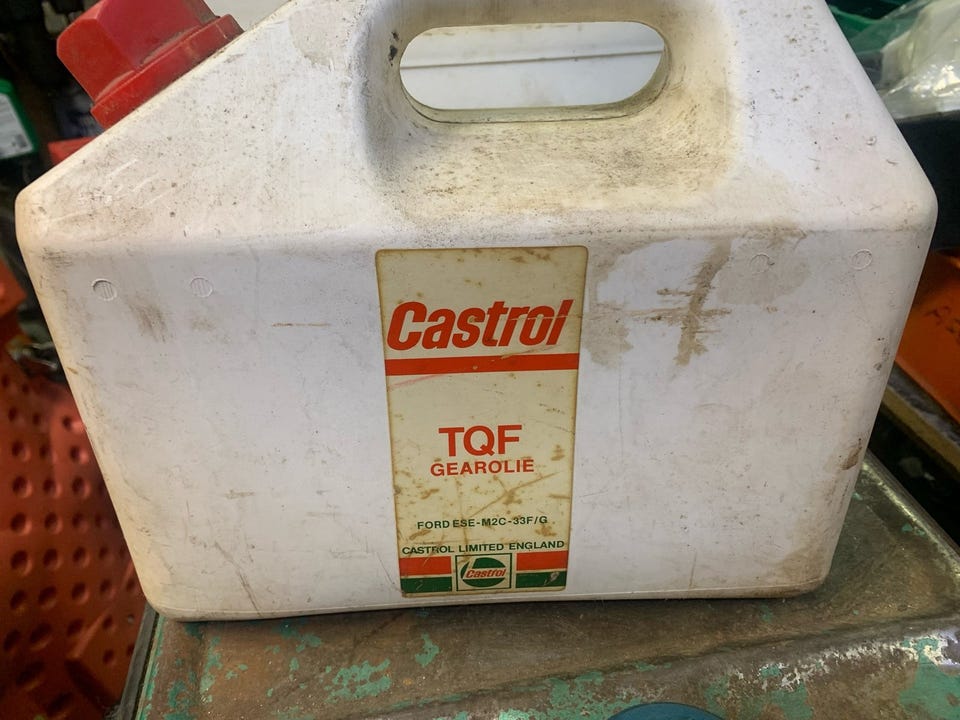 Castrol
TQF
GEAROLIE
FORD ESE-M2C-33F/G
CASTROL LIMITED ENGLAND
Castrol